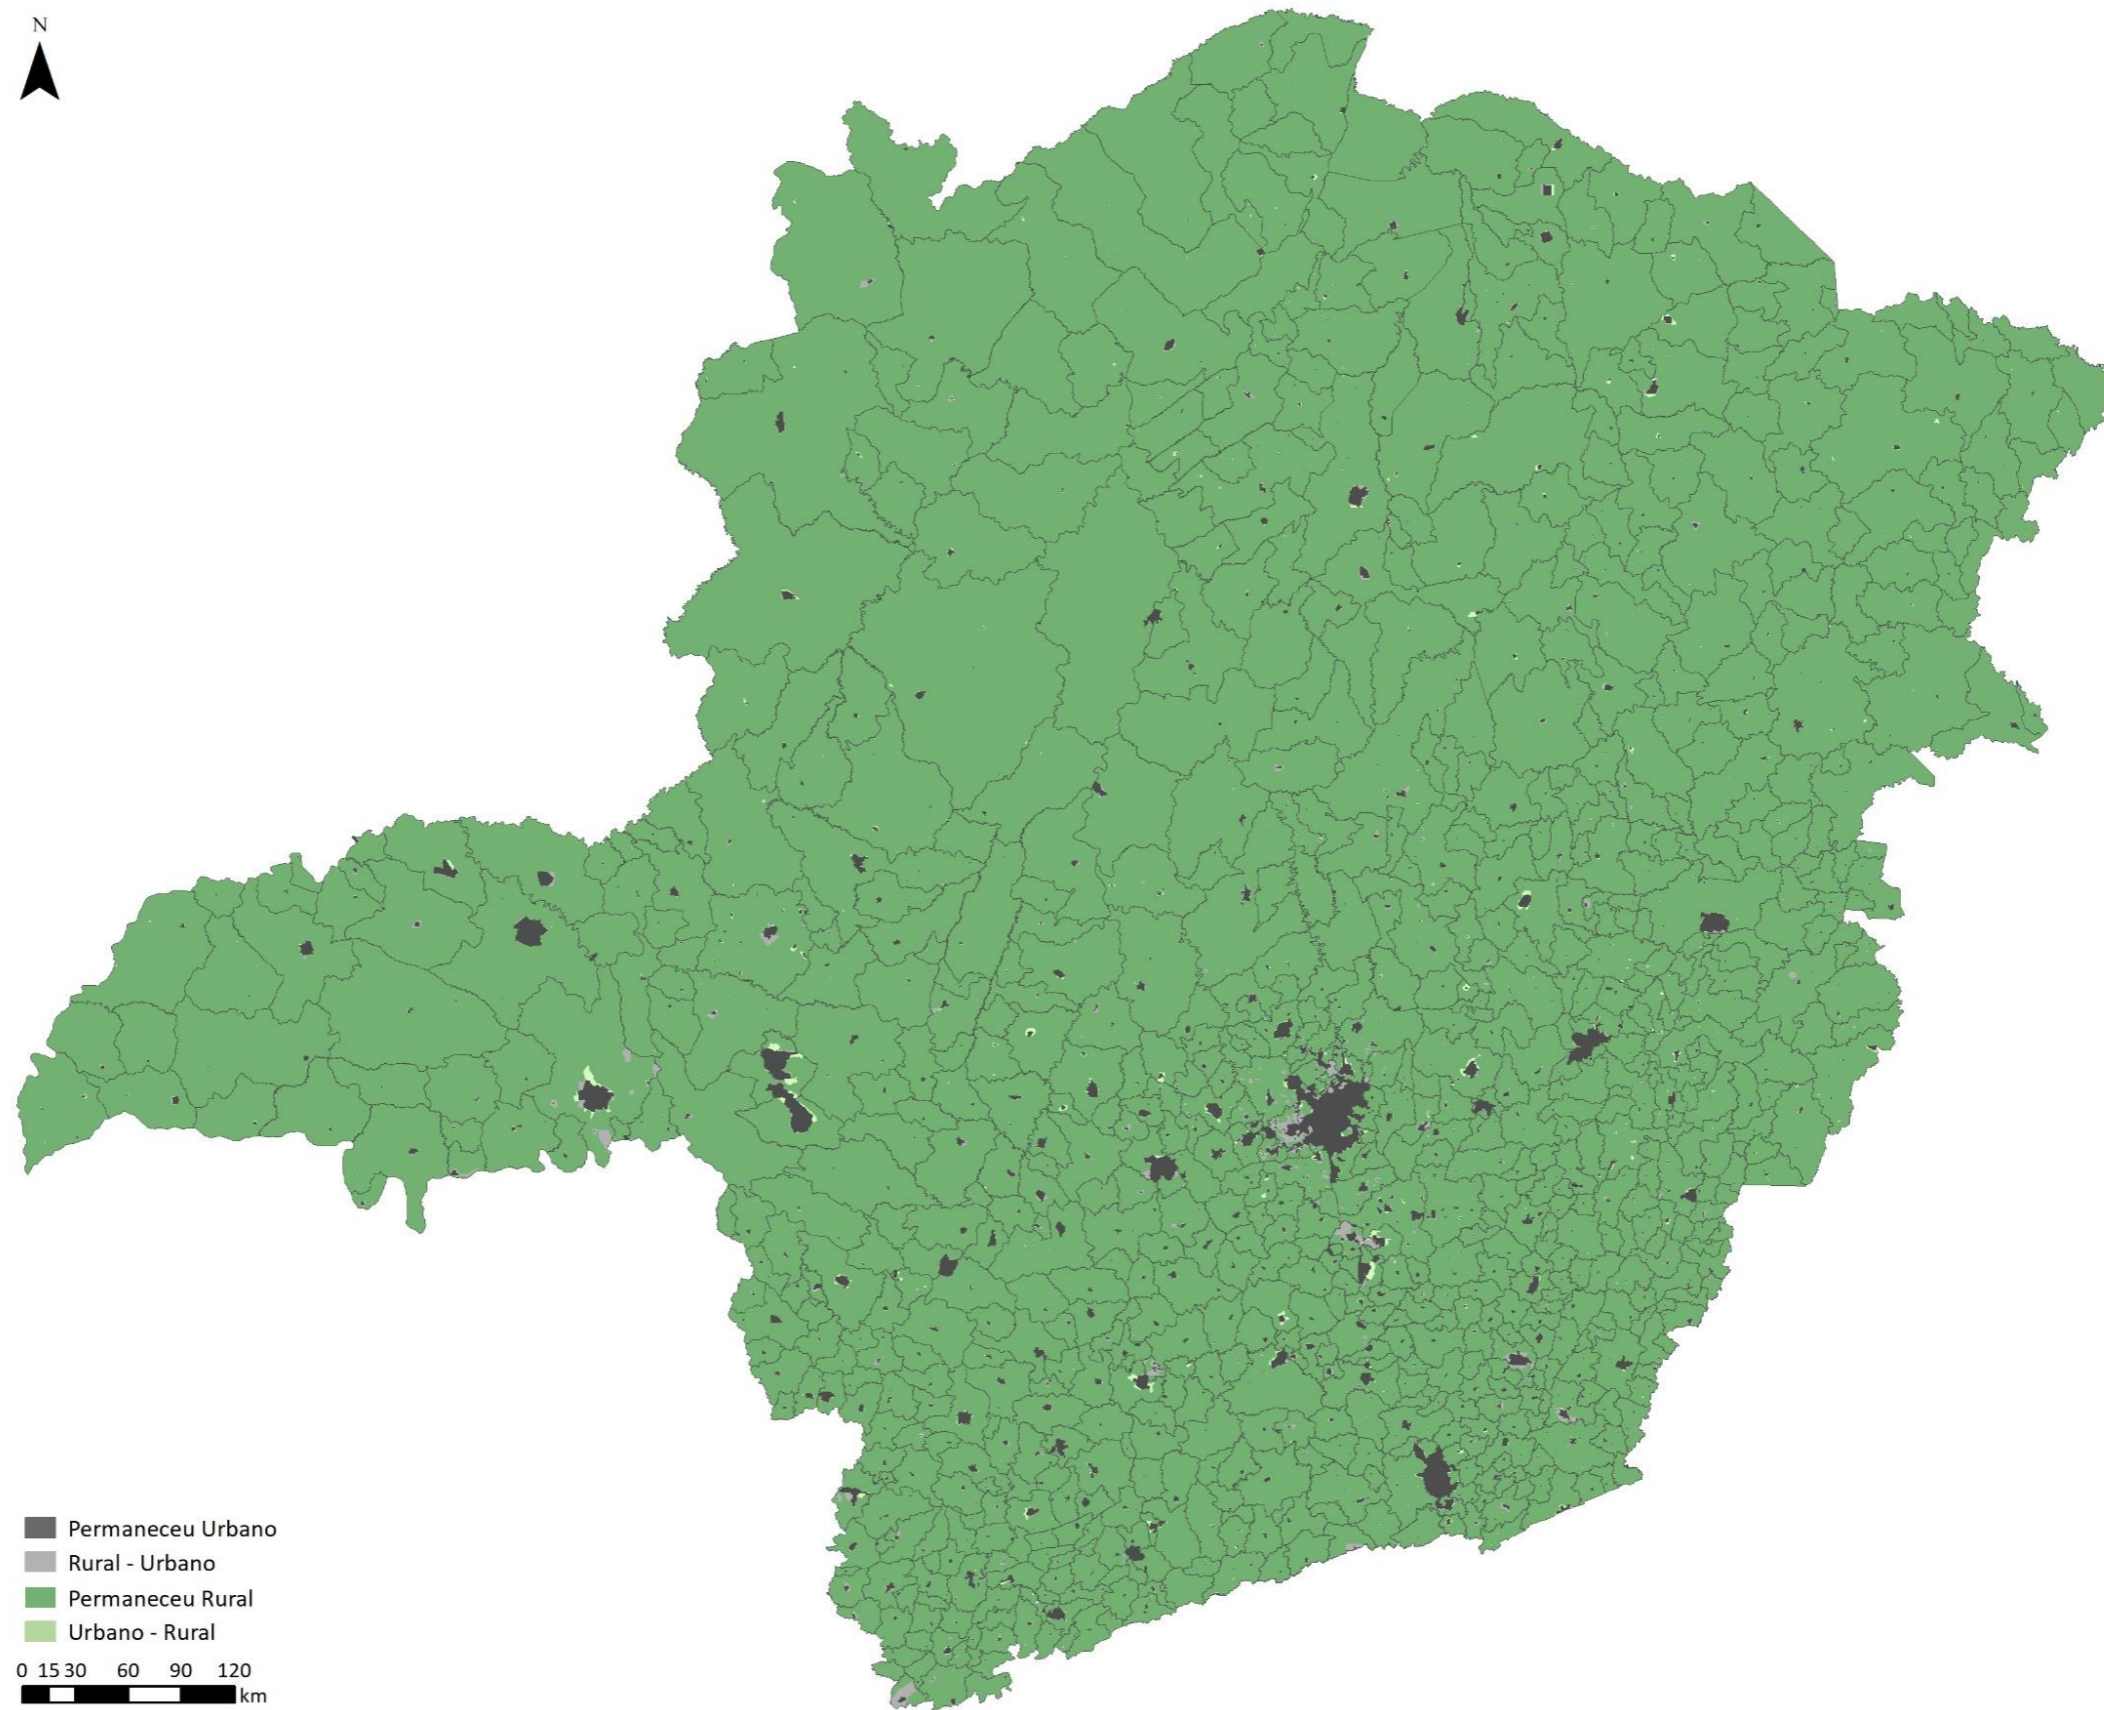 N
Permaneceu Urbano
Rural - Urbano
Permaneceu Rural
Urbano - Rural
0 15 30 60 90 120
km